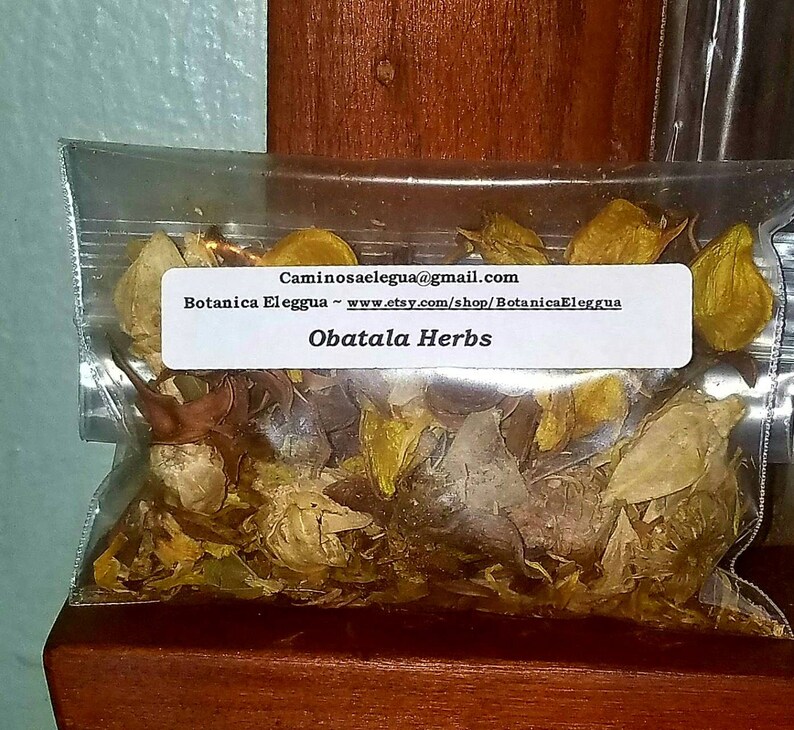 Caminosaelegua@gmail.com
Botanica Eleggua ~ www.etsy.com/shop/BotanicaEleggua
Obatala Herbs